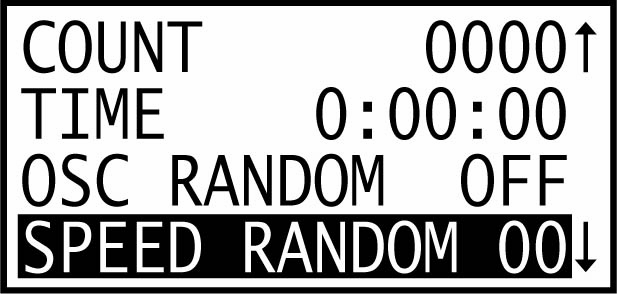 COUNT 0000↑
TIME 0:00:00
OSC RANDOM OFF
SPEED RANDOM 00↓